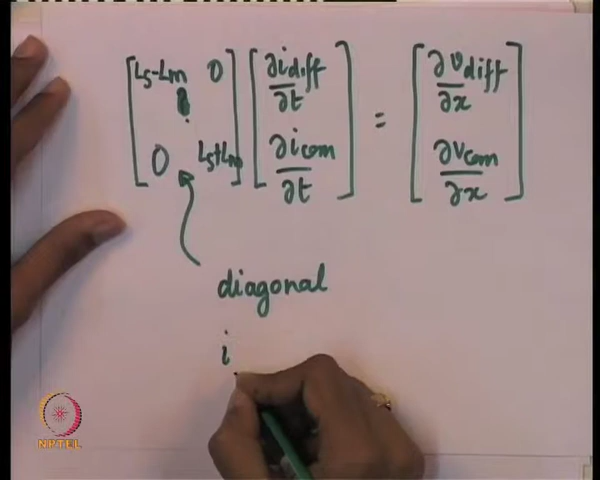 [Ls-Lm 0] [∂idiff/∂t] = [∂vdiff/∂x]
[0 Ls+Lm] [∂icom/∂t] [∂vcom/∂x]
diagonal
i
NPTEL